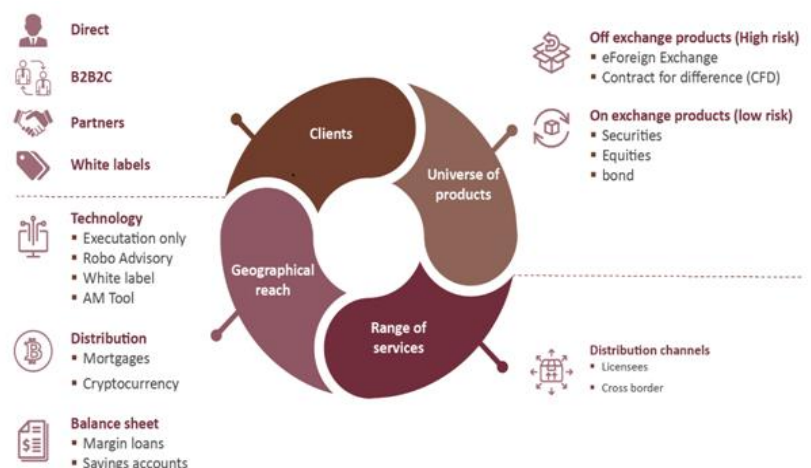 Direct
B2B2C
Partners
White labels
Technology
▪ Executation only
▪ Robo Advisory
▪ White label
▪ AM Tool
Distribution
▪ Mortgages
▪ Cryptocurrency
Balance sheet
▪ Margin loans
▪ Savings accounts
Clients
Universe of
products
Geographical
reach
Range of
services
Off exchange products (High risk)
▪ eForeign Exchange
▪ Contract for difference (CFD)
On exchange products (low risk)
▪ Securities
▪ Equities
▪ bond
Distribution channels
▪ Licensees
▪ Cross border